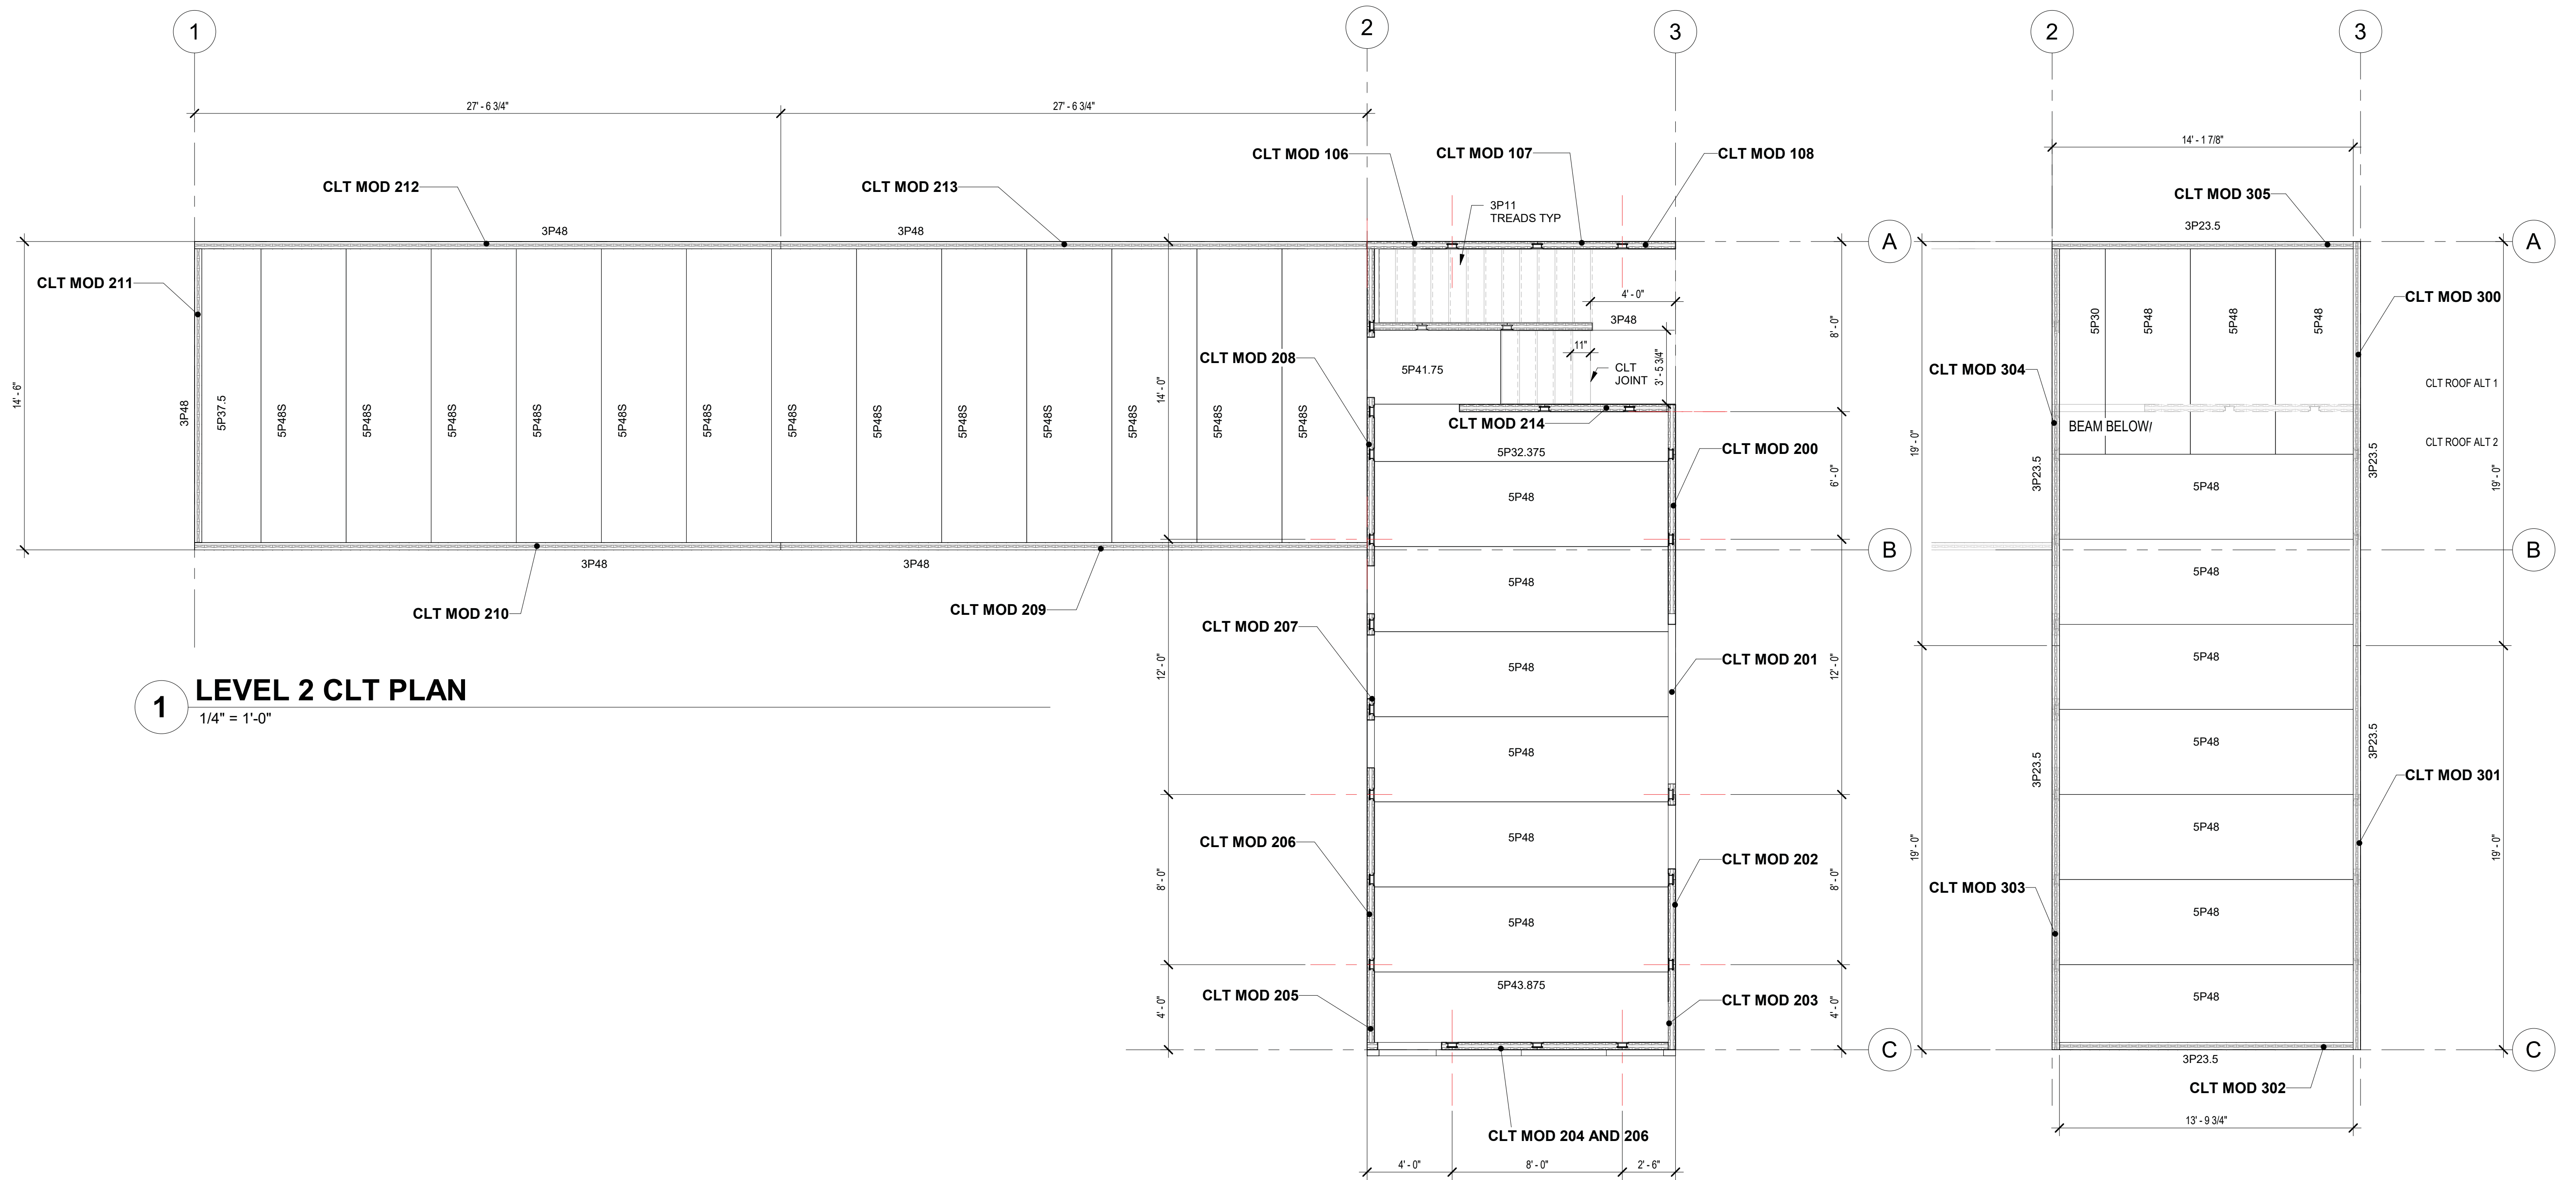 1
2
3
2
3
27' - 6 3/4"
27' - 6 3/4"
14' - 1 7/8"
CLT MOD 106
CLT MOD 107
CLT MOD 108
CLT MOD 212
CLT MOD 213
CLT MOD 305
3P11
TREADS TYP
3P48
3P48
3P23.5
A
A
CLT MOD 211
4' - 0"
CLT MOD 300
3P48
8' - 0"
11"
3' - 5 3/4"
5P30
5P48
5P48
5P48
CLT MOD 208
5P41.75
CLT
JOINT
CLT MOD 304
CLT ROOF ALT 1
14' - 6"
3P48
5P37.5
5P48S
5P48S
5P48S
5P48S
5P48S
5P48S
5P48S
5P48S
5P48S
5P48S
5P48S
5P48S
5P48S
14' - 0"
CLT MOD 214
BEAM BELOW/
CLT ROOF ALT 2
5P32.375
CLT MOD 200
6' - 0"
19' - 0"
3P23.5
3P23.5
19' - 0"
5P48
5P48
B
B
3P48
3P48
5P48
5P48
CLT MOD 210
CLT MOD 209
CLT MOD 207
12' - 0"
5P48
CLT MOD 201
12' - 0"
5P48
1
LEVEL 2 CLT PLAN
1/4" = 1'-0"
5P48
5P48
3P23.5
3P23.5
CLT MOD 301
CLT MOD 206
5P48
5P48
8' - 0"
CLT MOD 202
8' - 0"
19' - 0"
19' - 0"
CLT MOD 303
5P48
5P48
CLT MOD 205
5P43.875
CLT MOD 203
5P48
4' - 0"
4' - 0"
C
C
3P23.5
CLT MOD 302
13' - 9 3/4"
CLT MOD 204 AND 206
4' - 0"
8' - 0"
2' - 6"